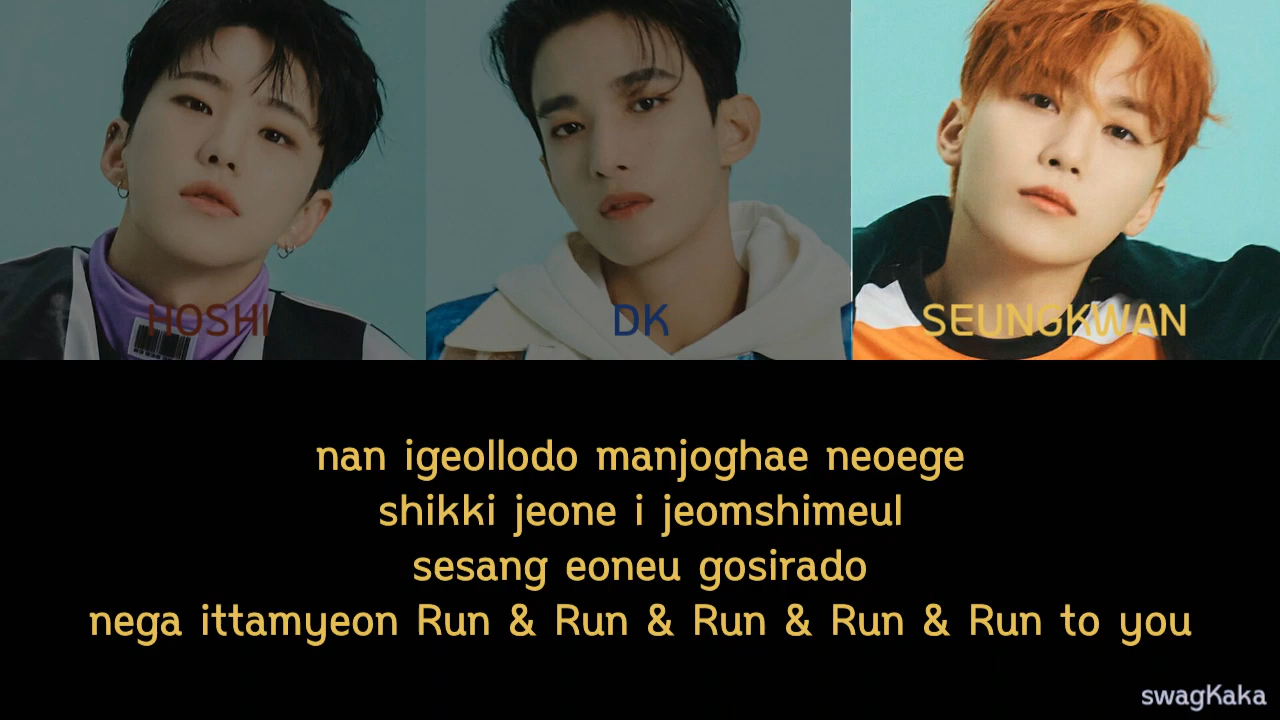 HOSHI
DK
SEUNGKWAN
nan igeollodo manjoghae neoege
shikki jeone i jeomshimeul
sesang eoneu gosirado
nega ittamyeon Run & Run & Run & Run & Run to you
swagKaka